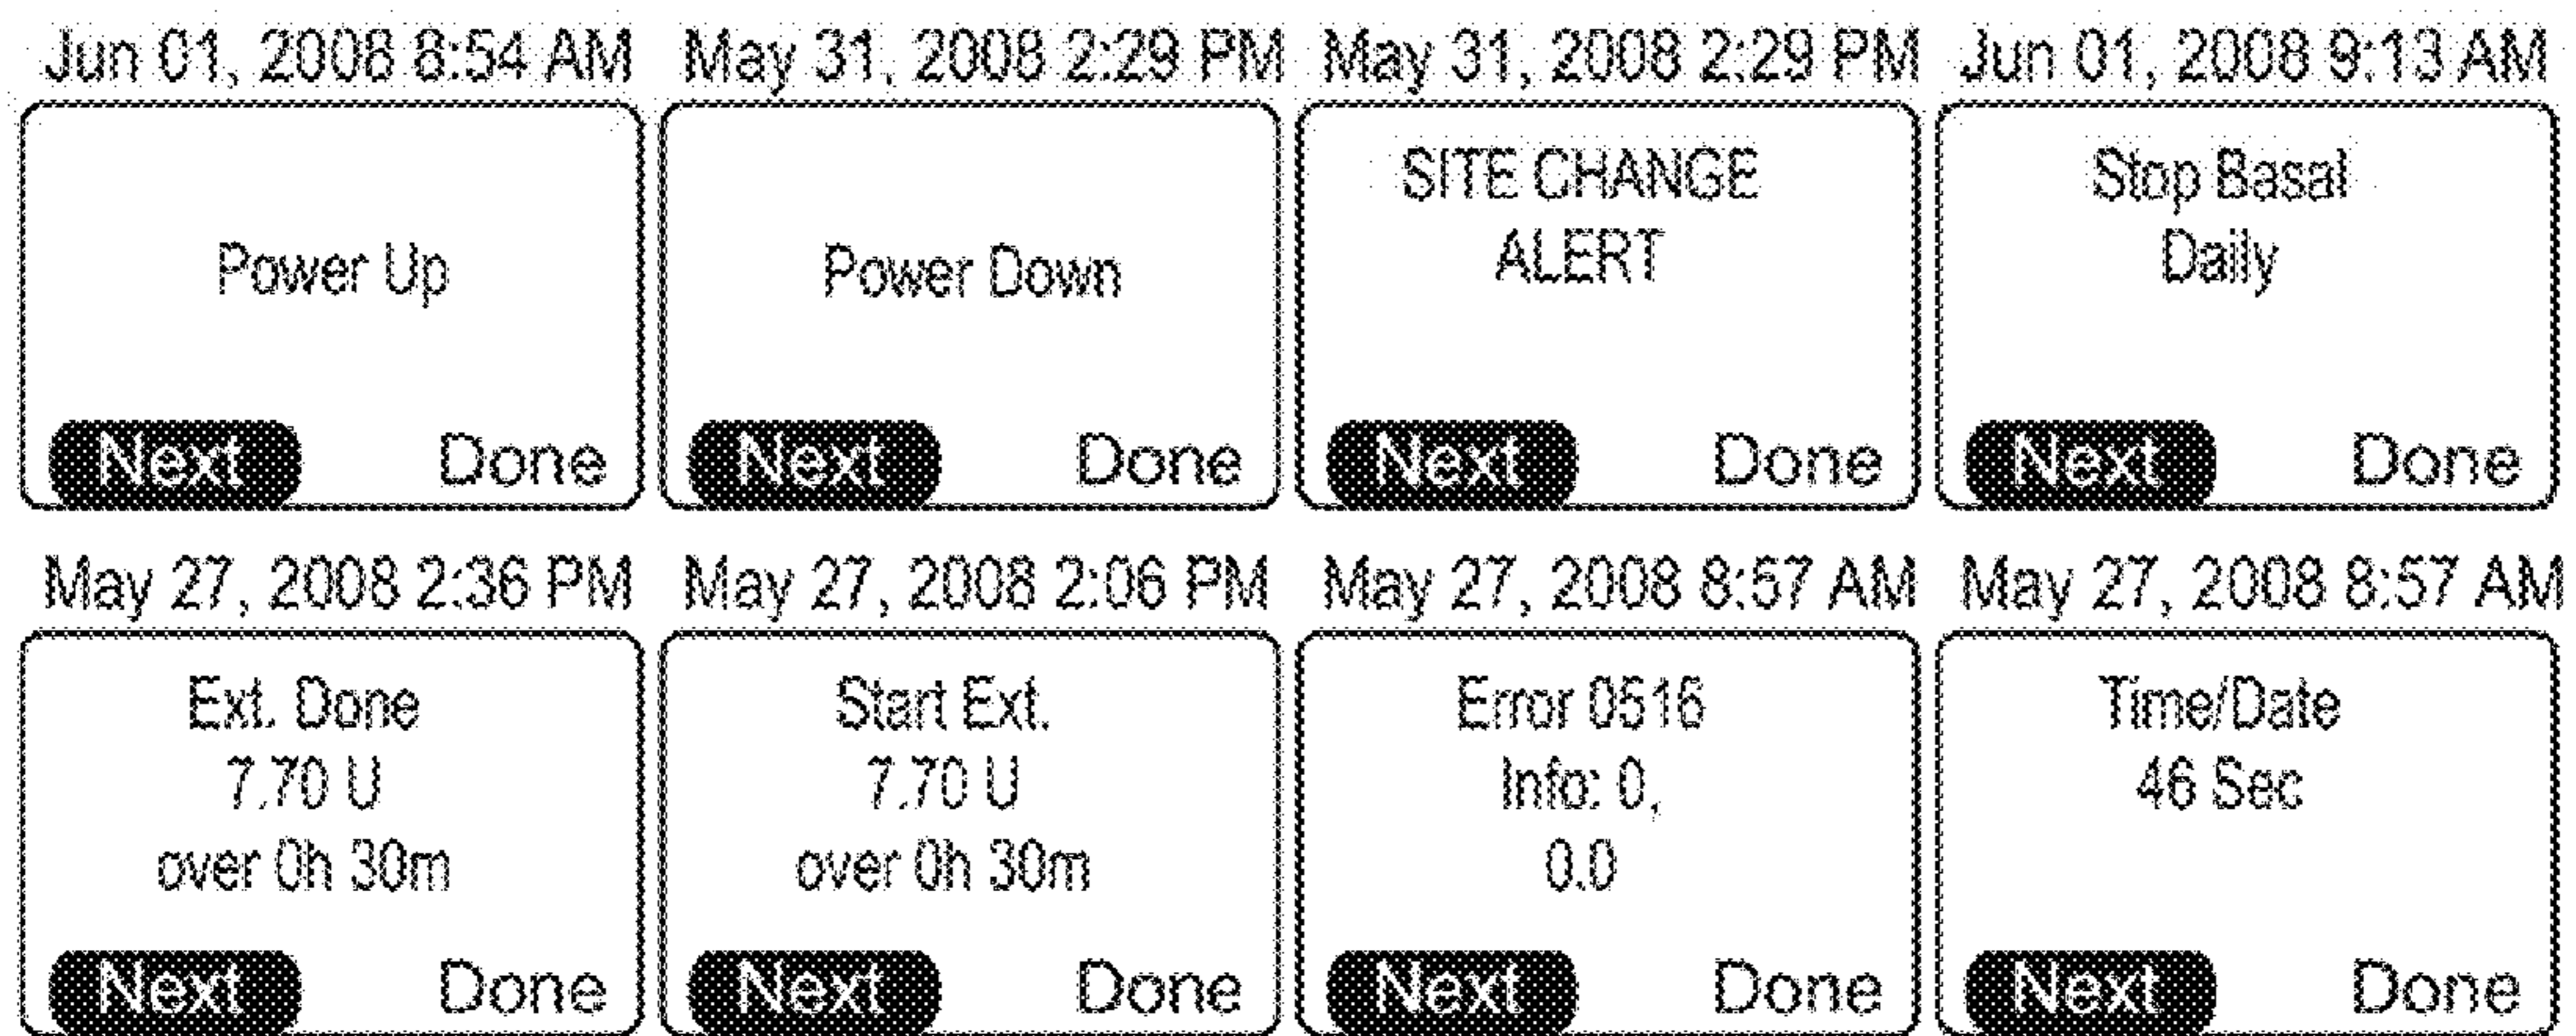 Jun 01, 2008 8:54 AM
Power Up
Next Done
May 31, 2008 2:29 PM
Power Down
Next Done
May 31, 2008 2:29 PM
SITE CHANGE
ALERT
Next Done
Jun 01, 2008 9:13 AM
Stop Basal
Daily
Next Done
May 27, 2008 2:36 PM
Ext. Done
7.70 U
over 0h 30m
Next Done
May 27, 2008 2:06 PM
Start Ext.
7.70 U
over 0h 30m
Next Done
May 27, 2008 8:57 AM
Error 0516
Info: 0,
0.0
Next Done
May 27, 2008 8:57 AM
Time/Date
46 Sec
Next Done